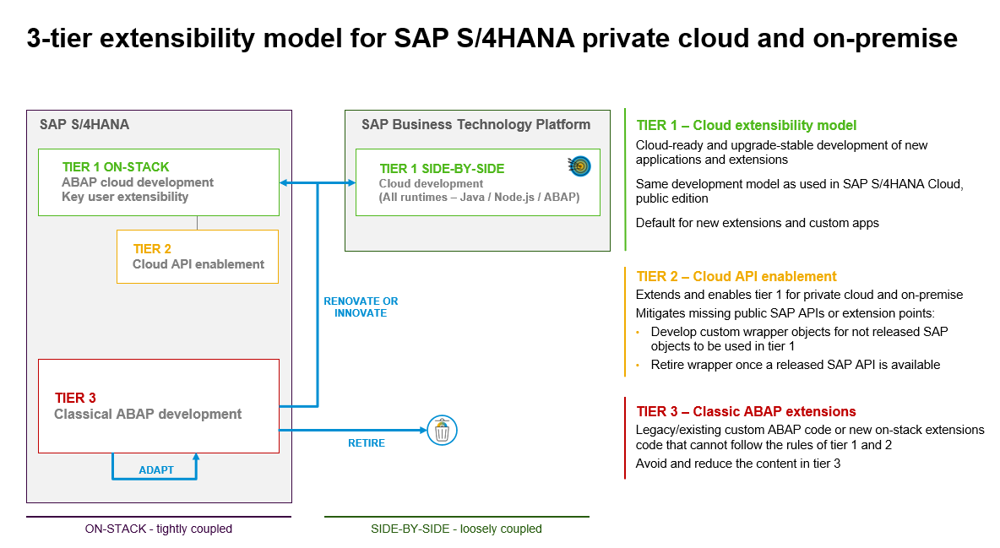 3-tier extensibility model for SAP S/4HANA private cloud and on-premise
SAP S/4HANA
TIER 1 ON-STACK
ABAP cloud development
Key user extensibility
TIER 2
Cloud API enablement
TIER 3
Classical ABAP development
ADAPT
SAP Business Technology Platform
TIER 1 SIDE-BY-SIDE
Cloud development
(All runtimes – Java / Node.js / ABAP)
RENOVATE OR
INNOVATE
RETIRE
TIER 1 – Cloud extensibility model
Cloud-ready and upgrade-stable development of new
applications and extensions
Same development model as used in SAP S/4HANA Cloud,
public edition
Default for new extensions and custom apps
TIER 2 – Cloud API enablement
Extends and enables tier 1 for private cloud and on-premise
Mitigates missing public SAP APIs or extension points:
• Develop custom wrapper objects for not released SAP
objects to be used in tier 1
• Retire wrapper once a released SAP API is available
TIER 3 – Classic ABAP extensions
Legacy/existing custom ABAP code or new on-stack extensions
code that cannot follow the rules of tier 1 and 2
Avoid and reduce the content in tier 3
ON-STACK - tightly coupled
SIDE-BY-SIDE - loosely coupled